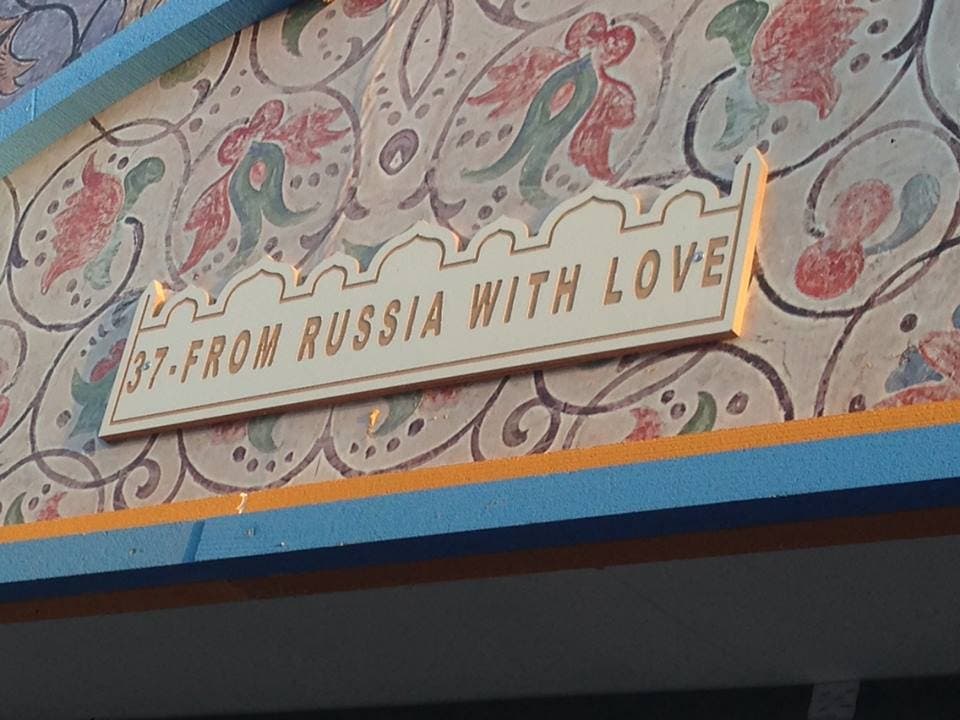 37-FROM RUSSIA WITH LOVE